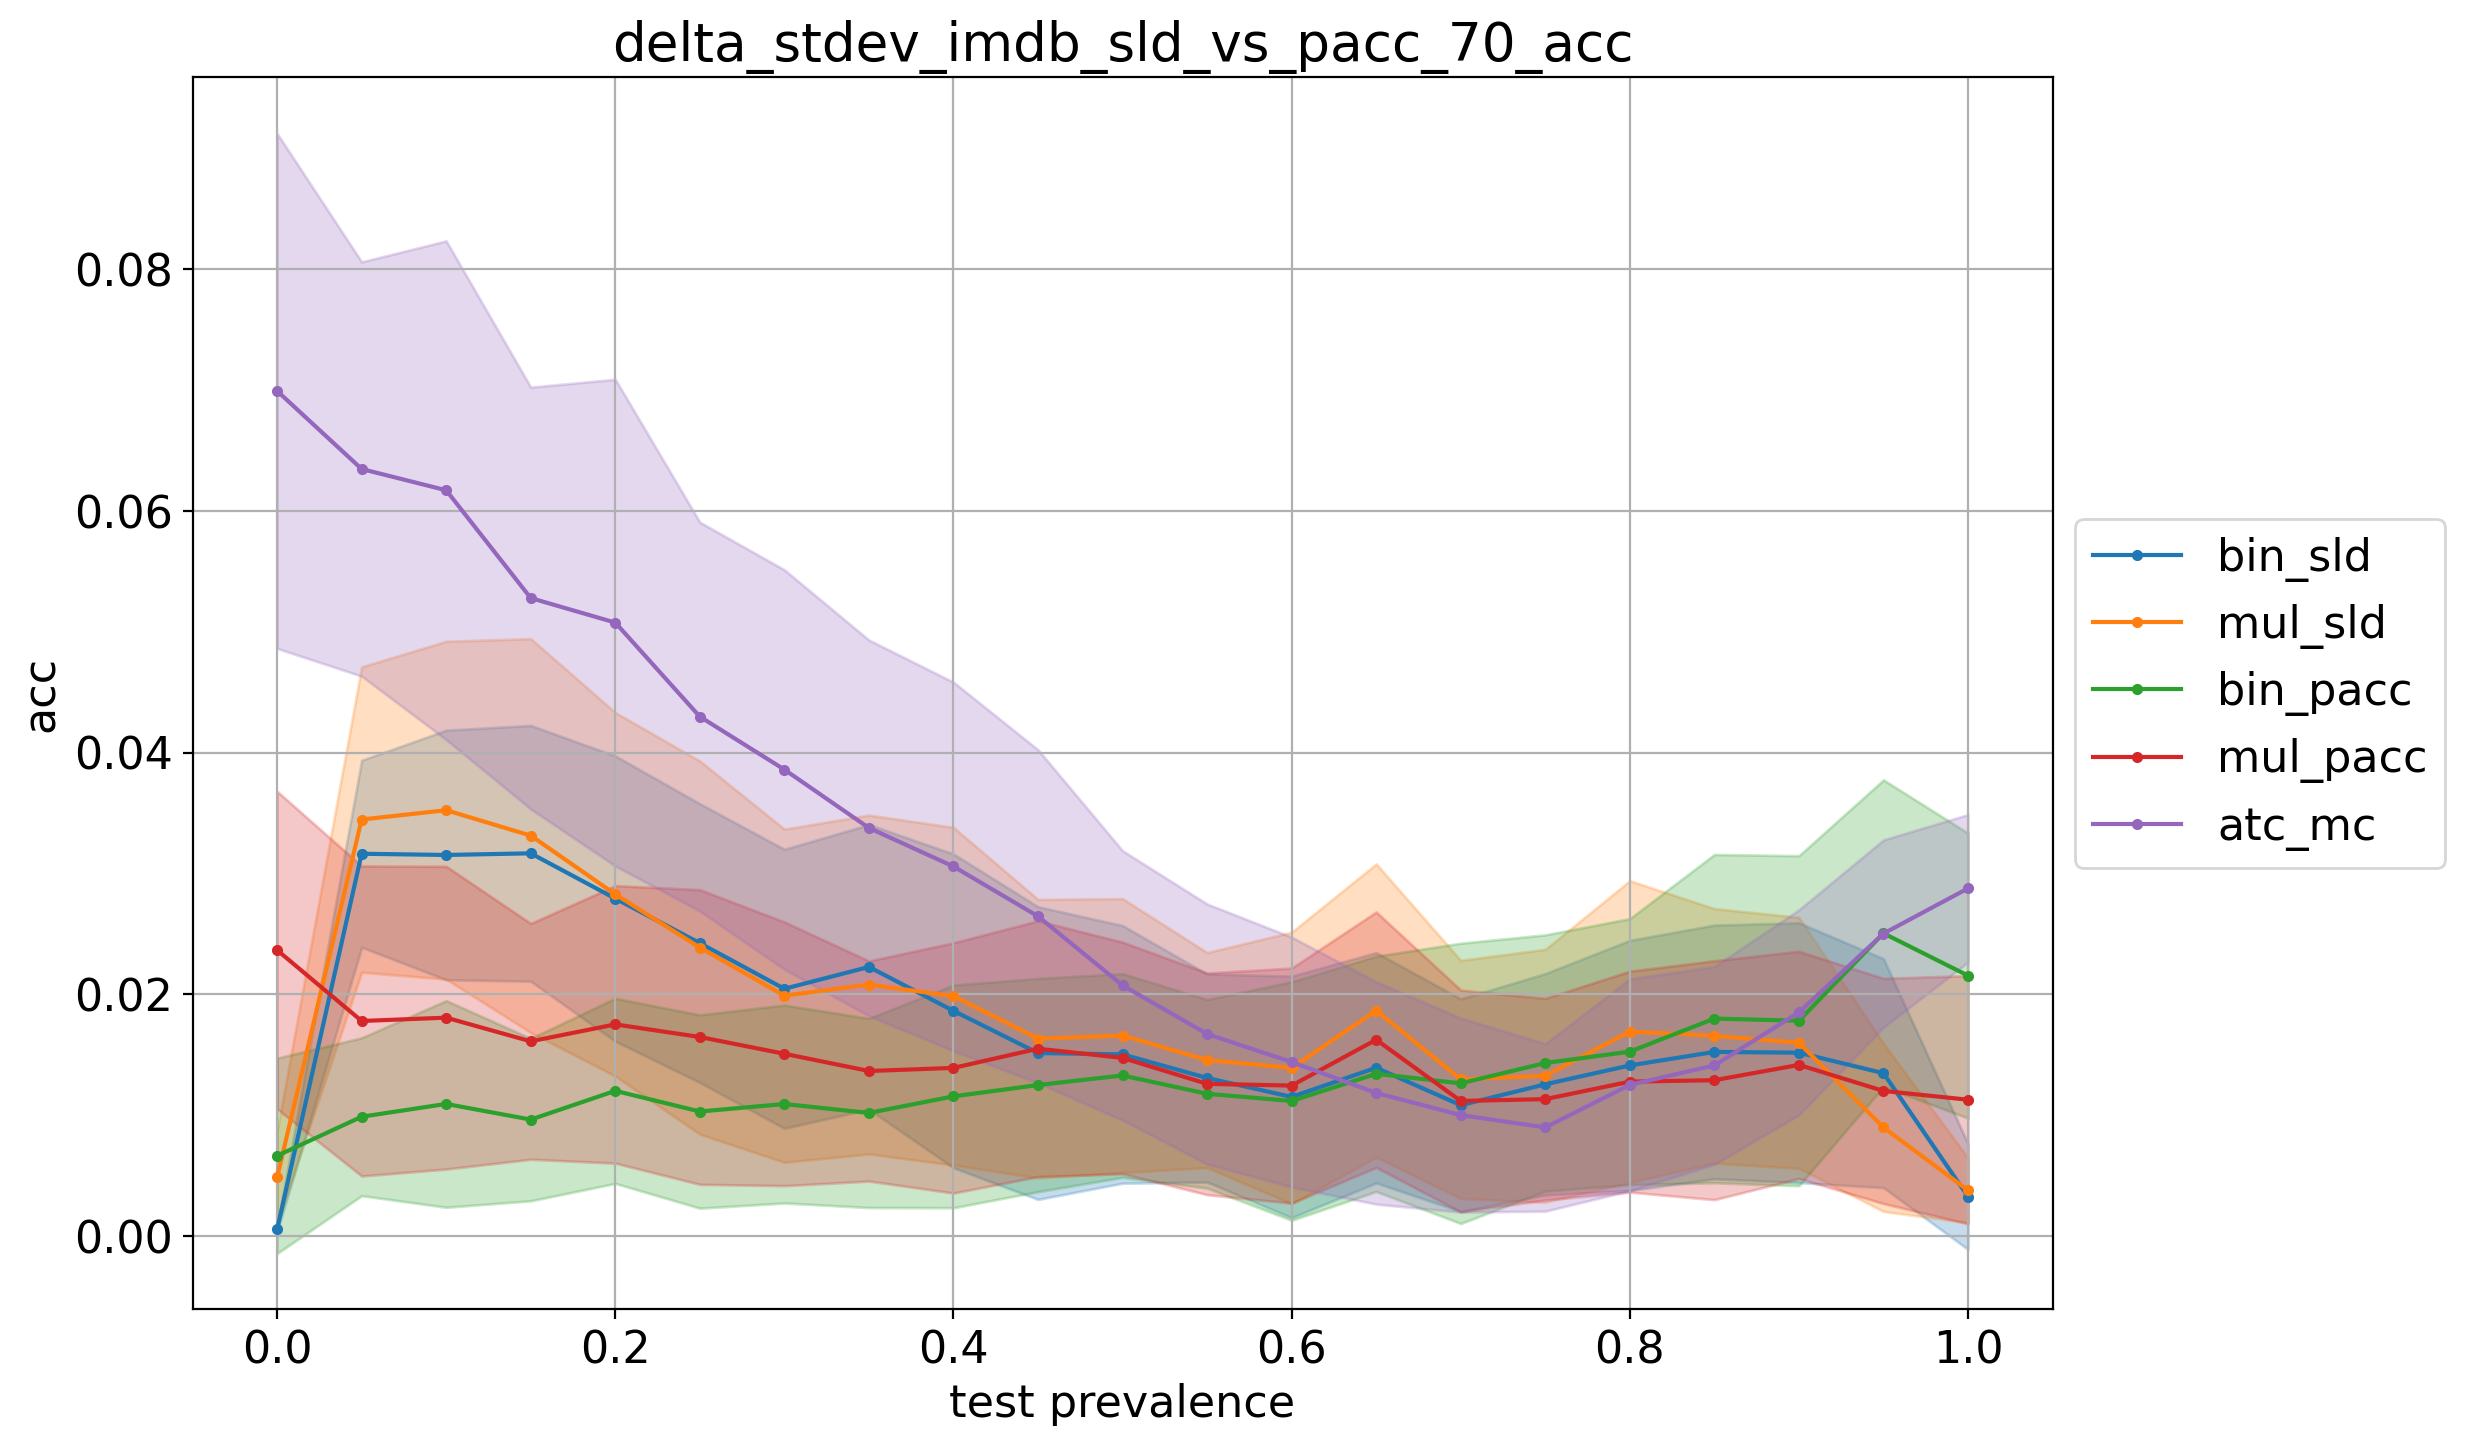 delta_stdev_imdb_sld_vs_pacc_70_acc
acc
0.08
0.06
0.04
0.02
0.00
0.0 0.2 0.4 0.6 0.8 1.0
test prevalence
bin_sld
mul_sld
bin_pacc
mul_pacc
atc_mc